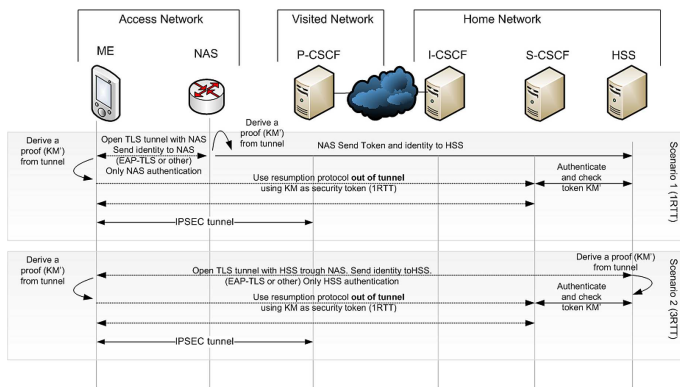 Access Network
Visited Network
Home Network
ME
NAS
P-CSCF
I-CSCF
S-CSCF
HSS
Derive a
proof (KM')
from tunnel
Open TLS tunnel with NAS
Send identity to NAS
(EAP-TLS or other)
Only NAS authentication
Derive a
proof (KM')
from tunnel
NAS Send Token and identity to HSS
Use resumption protocol out of tunnel
using KM as security token (1RTT)
Authenticate
and check
token KM'
IPSEC tunnel
Scenario 1 (1RTT)
Derive a
proof (KM')
from tunnel
Open TLS tunnel with HSS trough NAS. Send identity toHSS.
(EAP-TLS or other) Only HSS authentication
Derive a proof (KM')
from tunnel
Use resumption protocol out of tunnel
using KM as security token (1RTT)
Authenticate
and check
token KM'
IPSEC tunnel
Scenario 2 (3RTT)